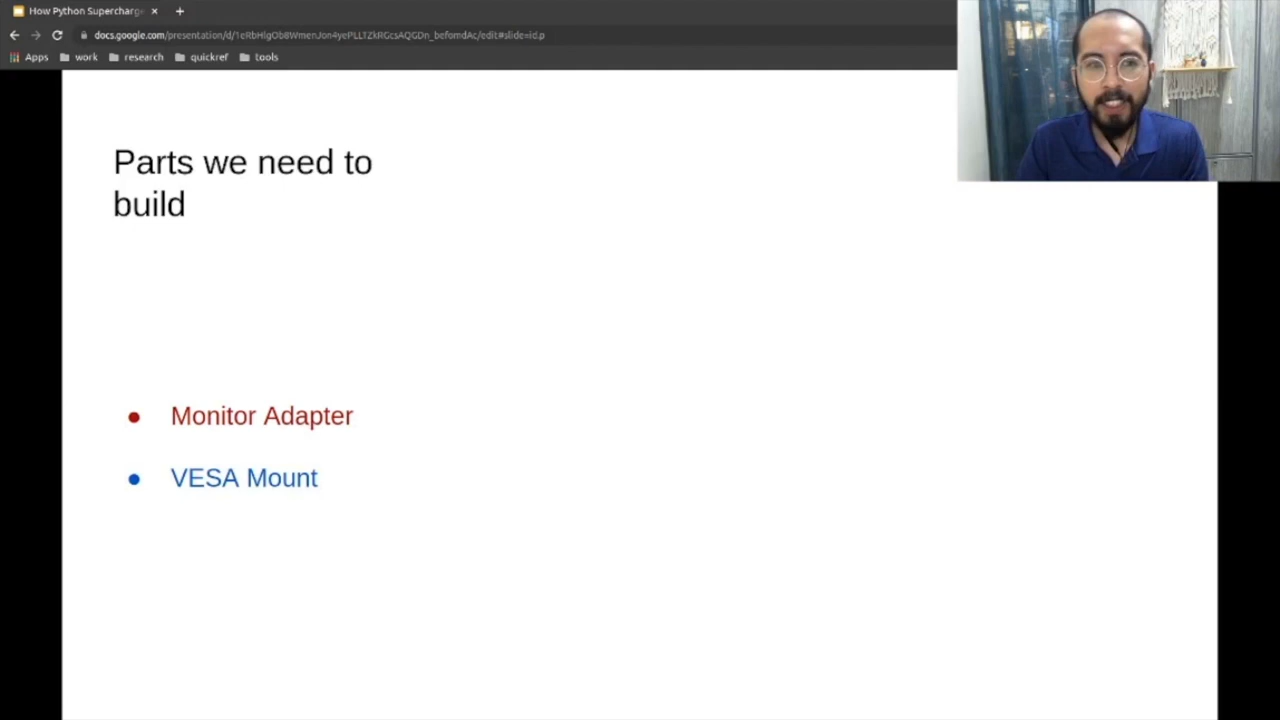 How Python Supercharge
docs.google.com/presentation/d/
Apps
work
research
quickref
tools
Parts we need to
build
● Monitor Adapter
● VESA Mount